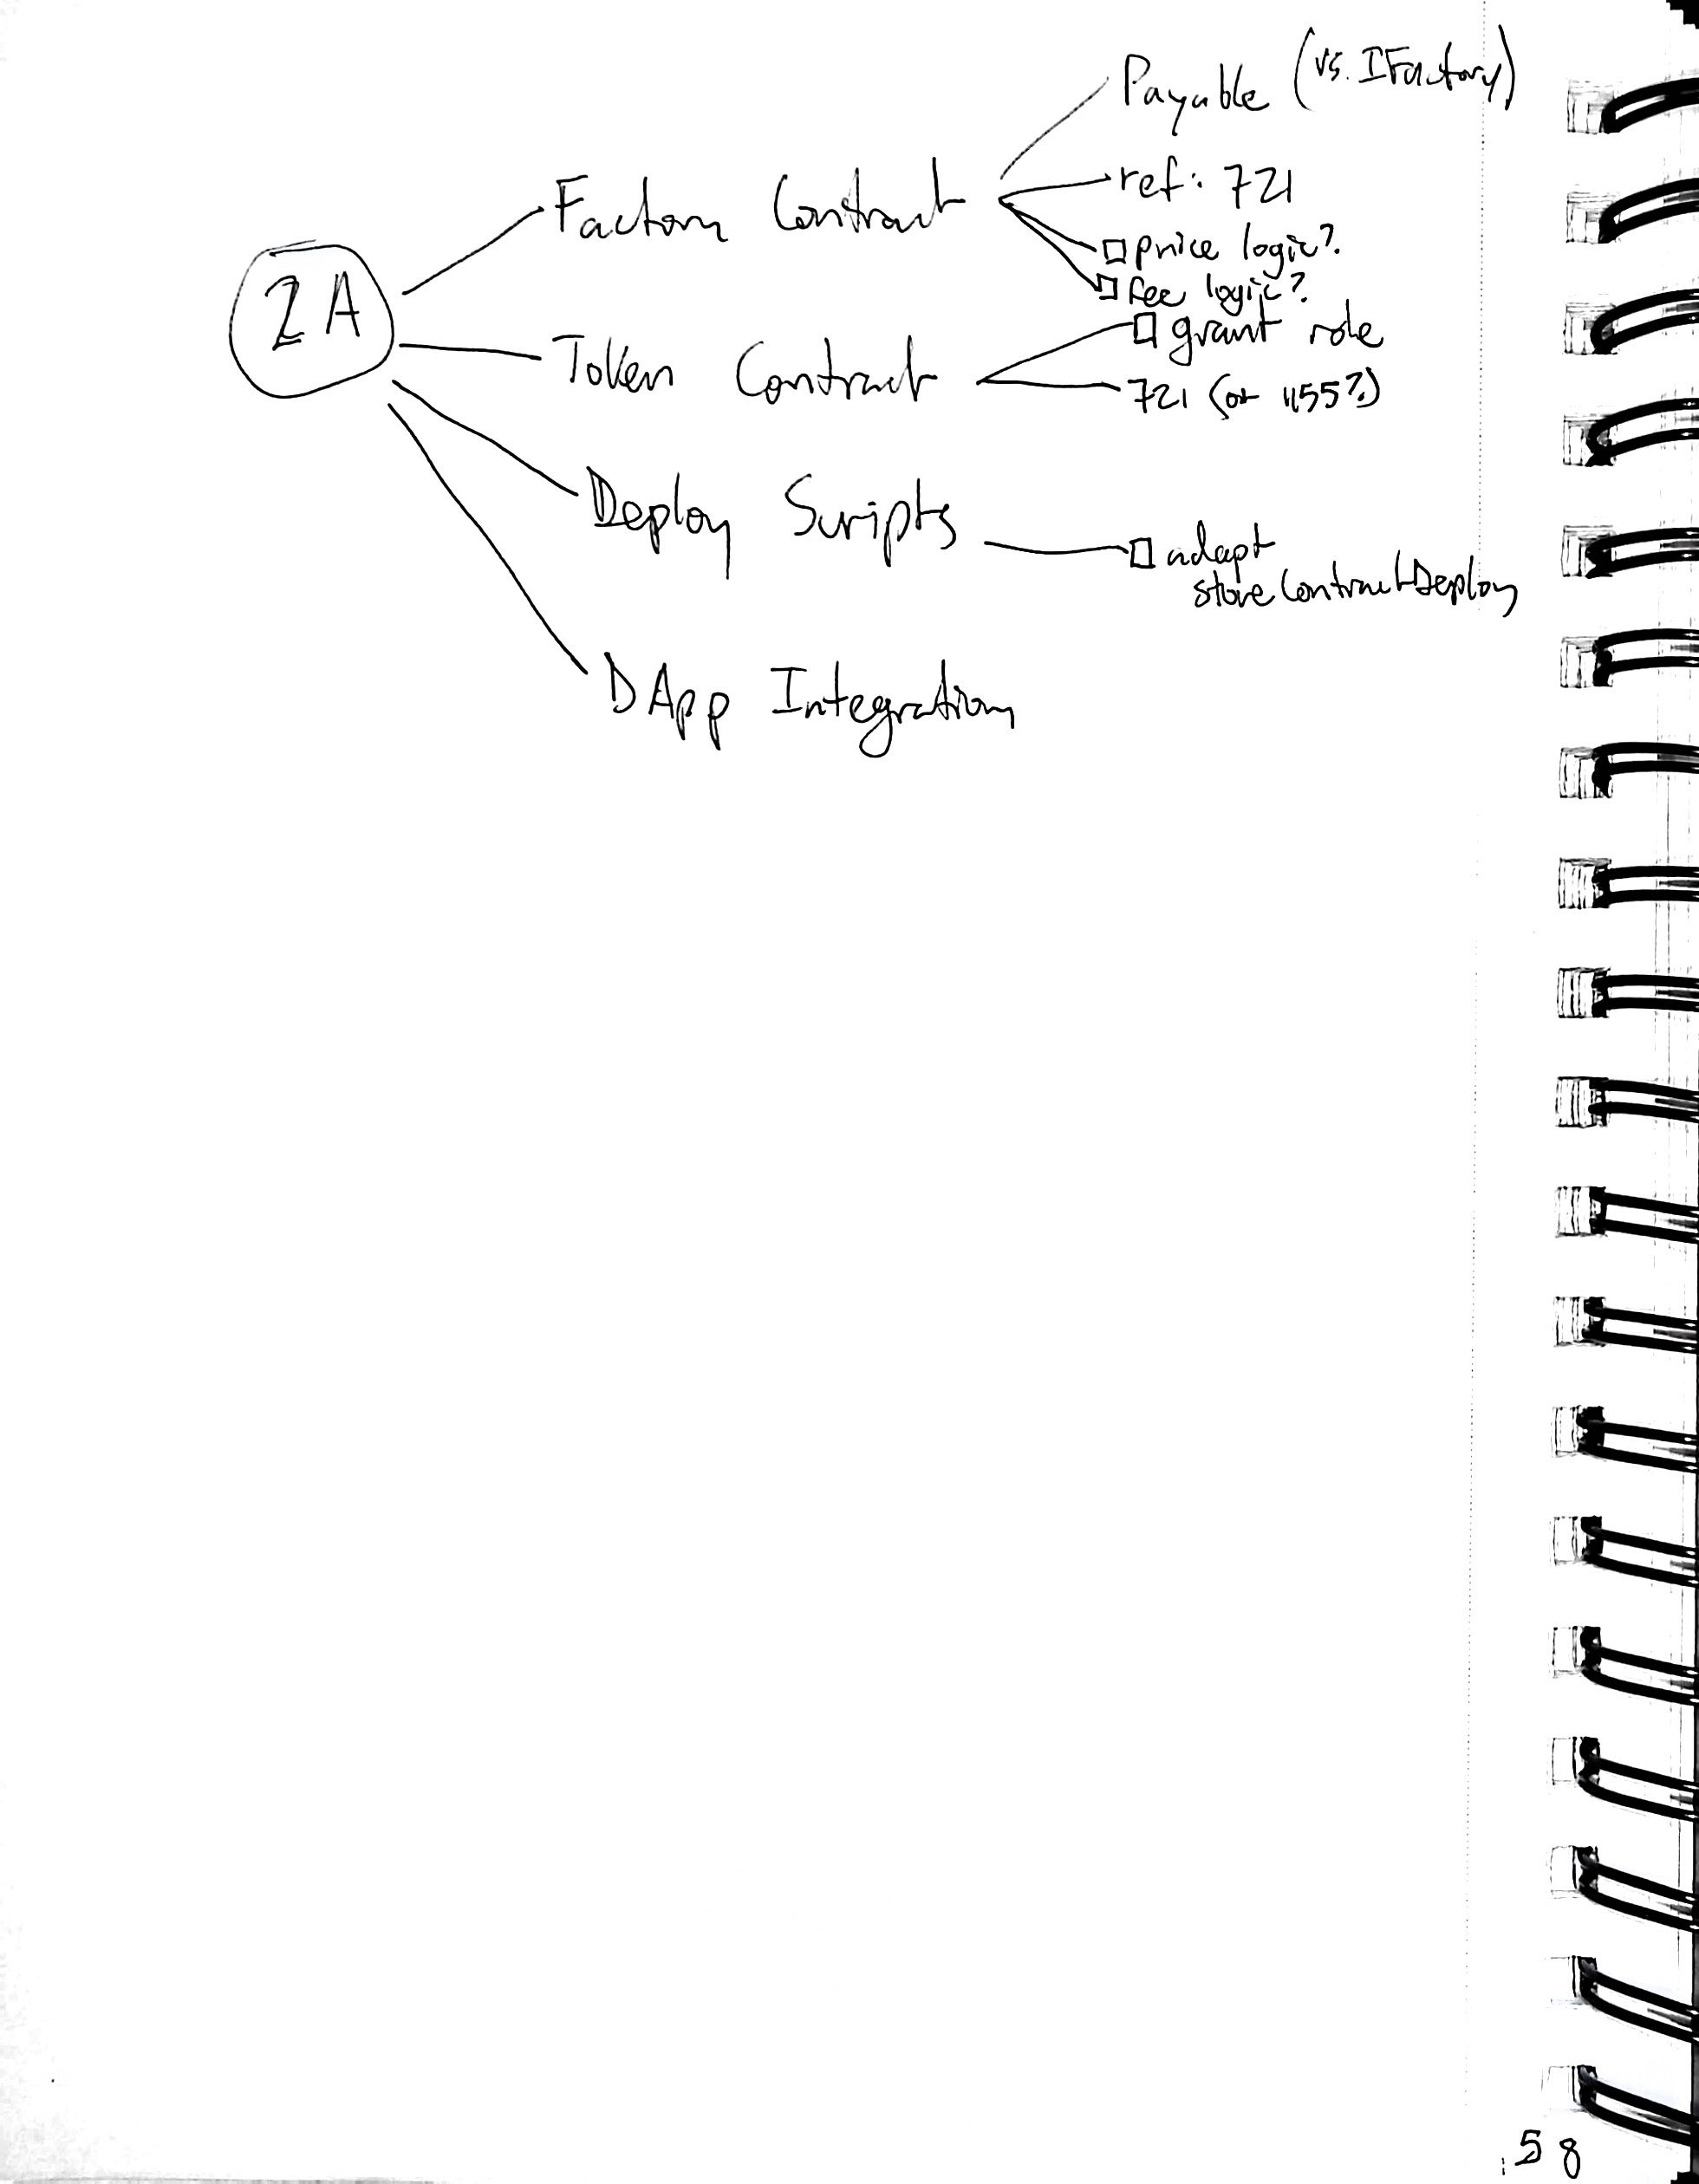 Payable (vs. IFactory)
Factory Contract
ref: 721
price logic?
fee logic?
2A
grant role
Token Contract
721 (or 1155?)
Deploy Scripts
adapt
storeContractDeploy
DApp Integration
58